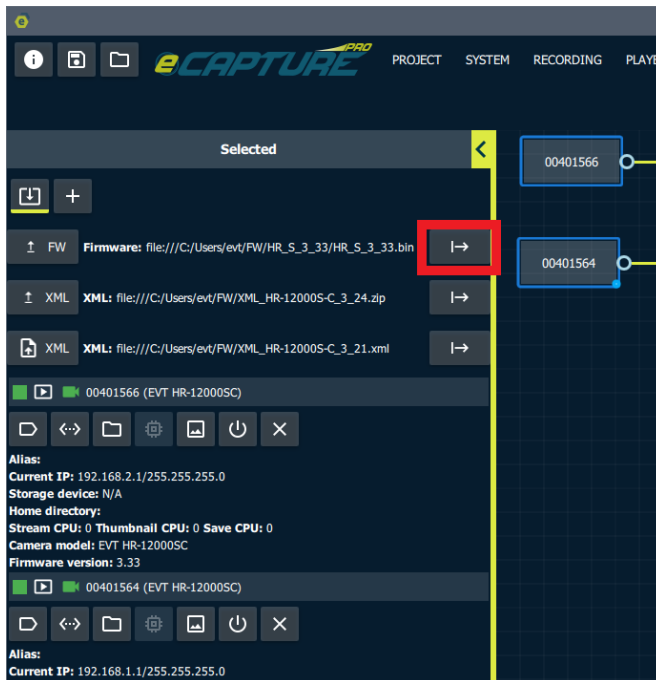 e
i
eCAPTURE PRO
PROJECT SYSTEM RECORDING
Selected
00401566
+
FW Firmware: file:///C:/Users/evt/FW/HR_S_3_33/HR_S_3_33.bin
00401564
XML XML: file:///C:/Users/evt/FW/XML_HR-12000S-C_3_24.zip
XML XML: file:///C:/Users/evt/FW/XML_HR-12000S-C_3_21.xml
00401566 (EVT HR-12000SC)
Alias:
Current IP: 192.168.2.1/255.255.255.0
Storage device: N/A
Home directory:
Stream CPU: 0 Thumbnail CPU: 0 Save CPU: 0
Camera model: EVT HR-12000SC
Firmware version: 3.33
00401564 (EVT HR-12000SC)
Alias:
Current IP: 192.168.1.1/255.255.255.0